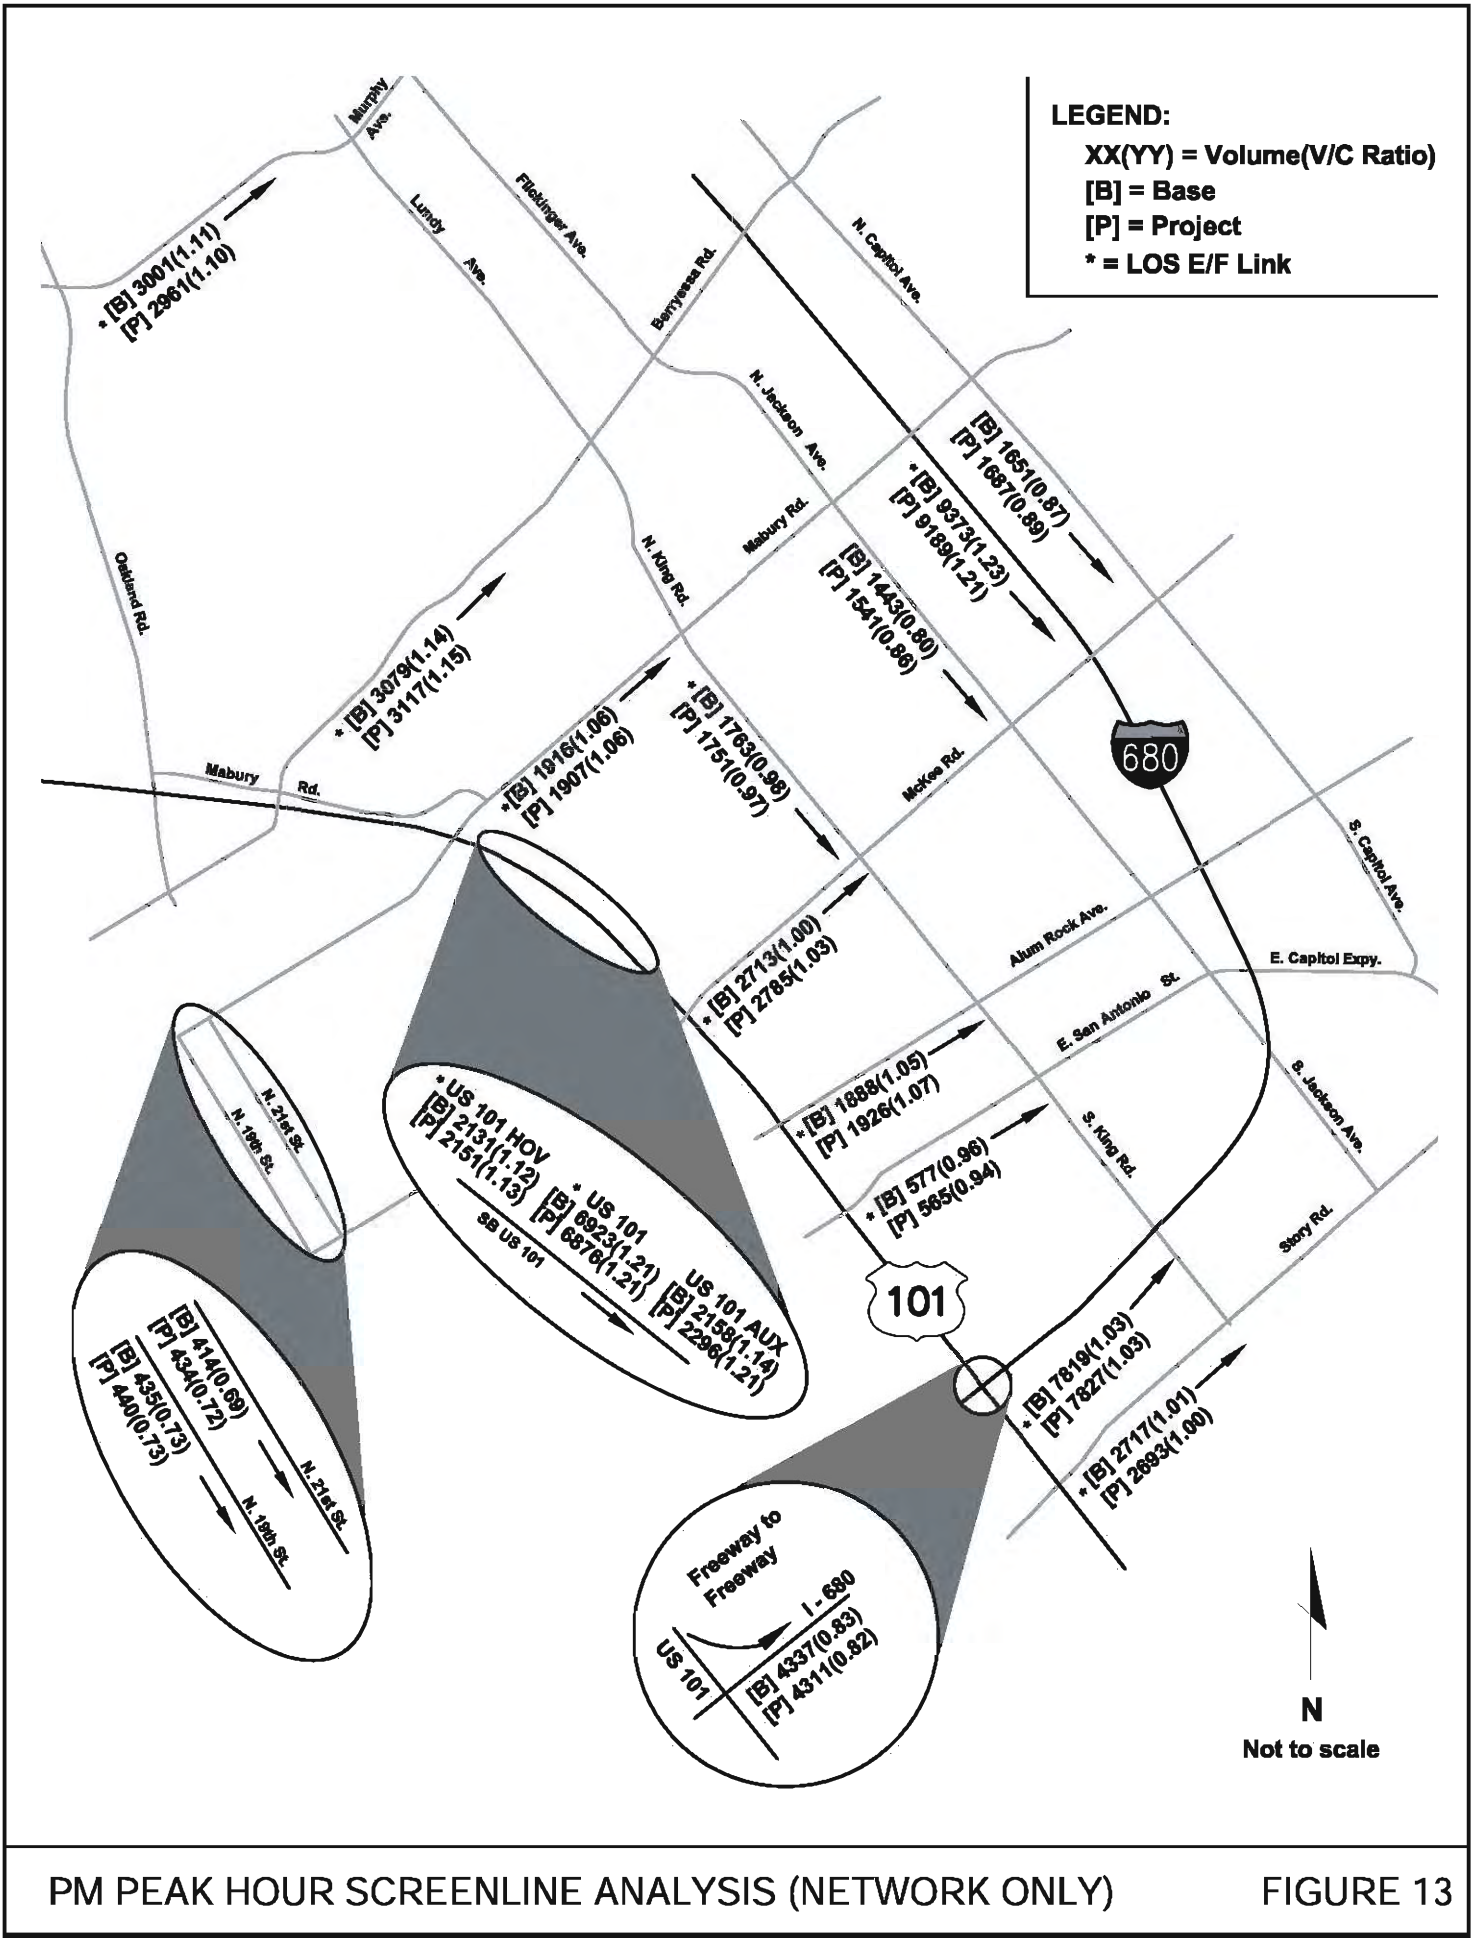 LEGEND:
XX(YY) = Volume(V/C Ratio)
[B] = Base
[P] = Project
* = LOS E/F Link
Murphy
Ave.
Lundy
Ave.
Flickinger Ave.
Berryessa Rd.
N. Capitol Ave.
* [B] 3001(1.11)
[P] 2961(1.10)
N. Jackson Ave.
[B] 1651(0.87)
[P] 1687(0.89)
* [B] 9373(1.23)
[P] 9189(1.21)
Mabury Rd.
[B] 1443(0.80)
[P] 1541(0.86)
N. King Rd.
Oakland Rd.
* [B] 3079(1.14)
[P] 3117(1.15)
* [B] 1763(0.98)
[P] 1751(0.97)
*[B] 1916(1.06)
[P] 1907(1.06)
Mabury Rd.
McKee Rd.
680
S. Capitol Ave.
* [B] 2713(1.00)
[P] 2785(1.03)
Alum Rock Ave.
E. Capitol Expy.
E. San Antonio St.
*[B] 1888(1.05)
[P] 1926(1.07)
S. King Rd.
S. Jackson Ave.
* [B] 577(0.96)
[P] 565(0.94)
Story Rd.
N. 21st St.
N. 19th St.
* US 101 HOV
[B] 2131(1.12)
[P] 2151(1.13)
* US 101
[B] 6923(1.21)
[P] 6876(1.21)
SB US 101
US 101 AUX
[B] 2158(1.14)
[P] 2296(1.21)
101
* [B] 7819(1.03)
[P] 7827(1.03)
* [B] 2717(1.01)
[P] 2693(1.00)
[B] 414(0.69)
[P] 434(0.72)
[B] 435(0.73)
[P] 440(0.73)
N. 21st St.
N. 19th St.
Freeway to
Freeway
I - 680
US 101
[B] 4337(0.83)
[P] 4311(0.82)
N
Not to scale
PM PEAK HOUR SCREENLINE ANALYSIS (NETWORK ONLY)
FIGURE 13